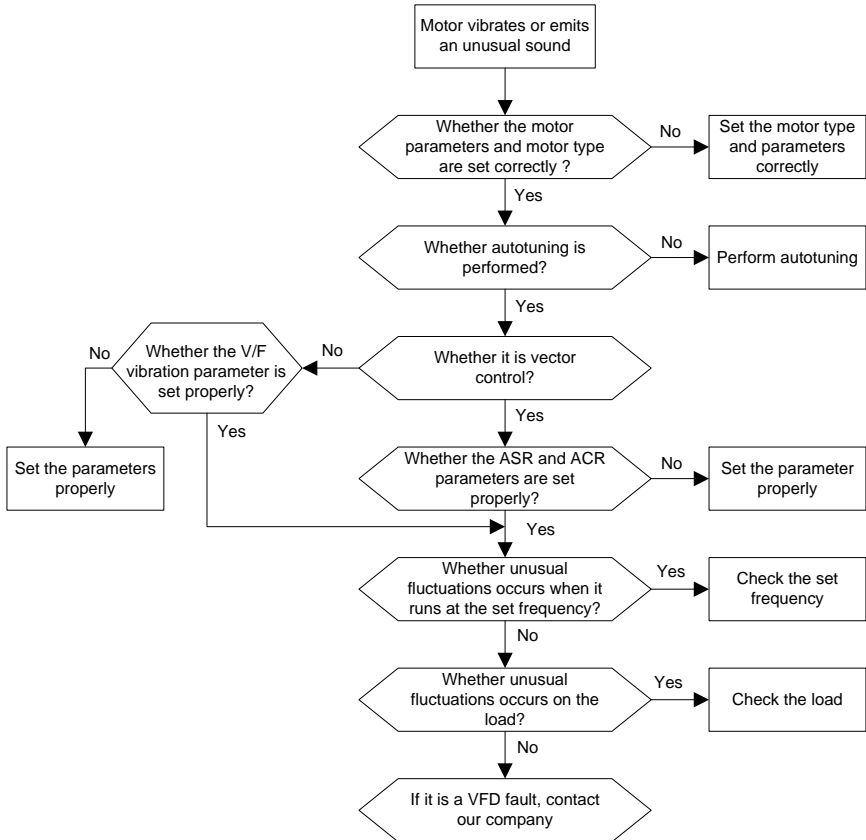 Motor vibrates or emits
an unusual sound
Whether the motor
parameters and motor type
are set correctly ?
No
Set the motor type
and parameters
correctly
Yes
Whether autotuning is
performed?
No
Perform autotuning
Yes
Whether it is vector
control?
No
Whether the V/F
vibration parameter is
set properly?
No
Set the parameters
properly
Yes
Yes
Whether the ASR and ACR
parameters are set
properly?
No
Set the parameter
properly
Yes
Whether unusual
fluctuations occurs when it
runs at the set frequency?
Yes
Check the set
frequency
No
Whether unusual
fluctuations occurs on the
load?
Yes
Check the load
No
If it is a VFD fault, contact
our company